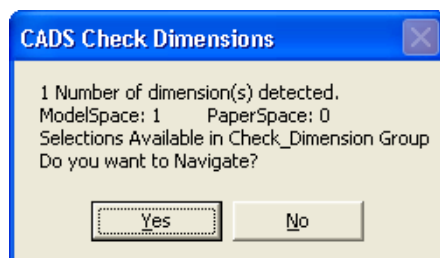 CADS Check Dimensions
1 Number of dimension(s) detected.
ModelSpace: 1 PaperSpace: 0
Selections Available in Check_Dimension Group
Do you want to Navigate?
Yes No